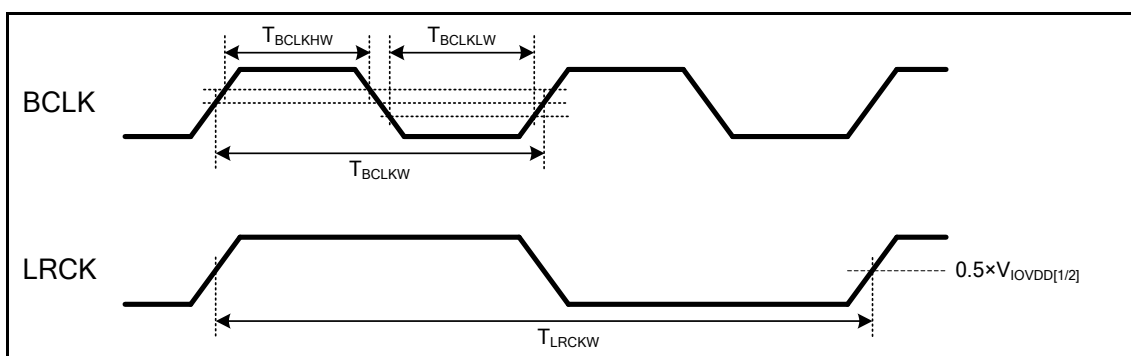 T_BCLKHW T_BCLKLW
BCLK
T_BCLKW
LRCK
0.5×V_IOVDD[1/2]
T_LRCKW